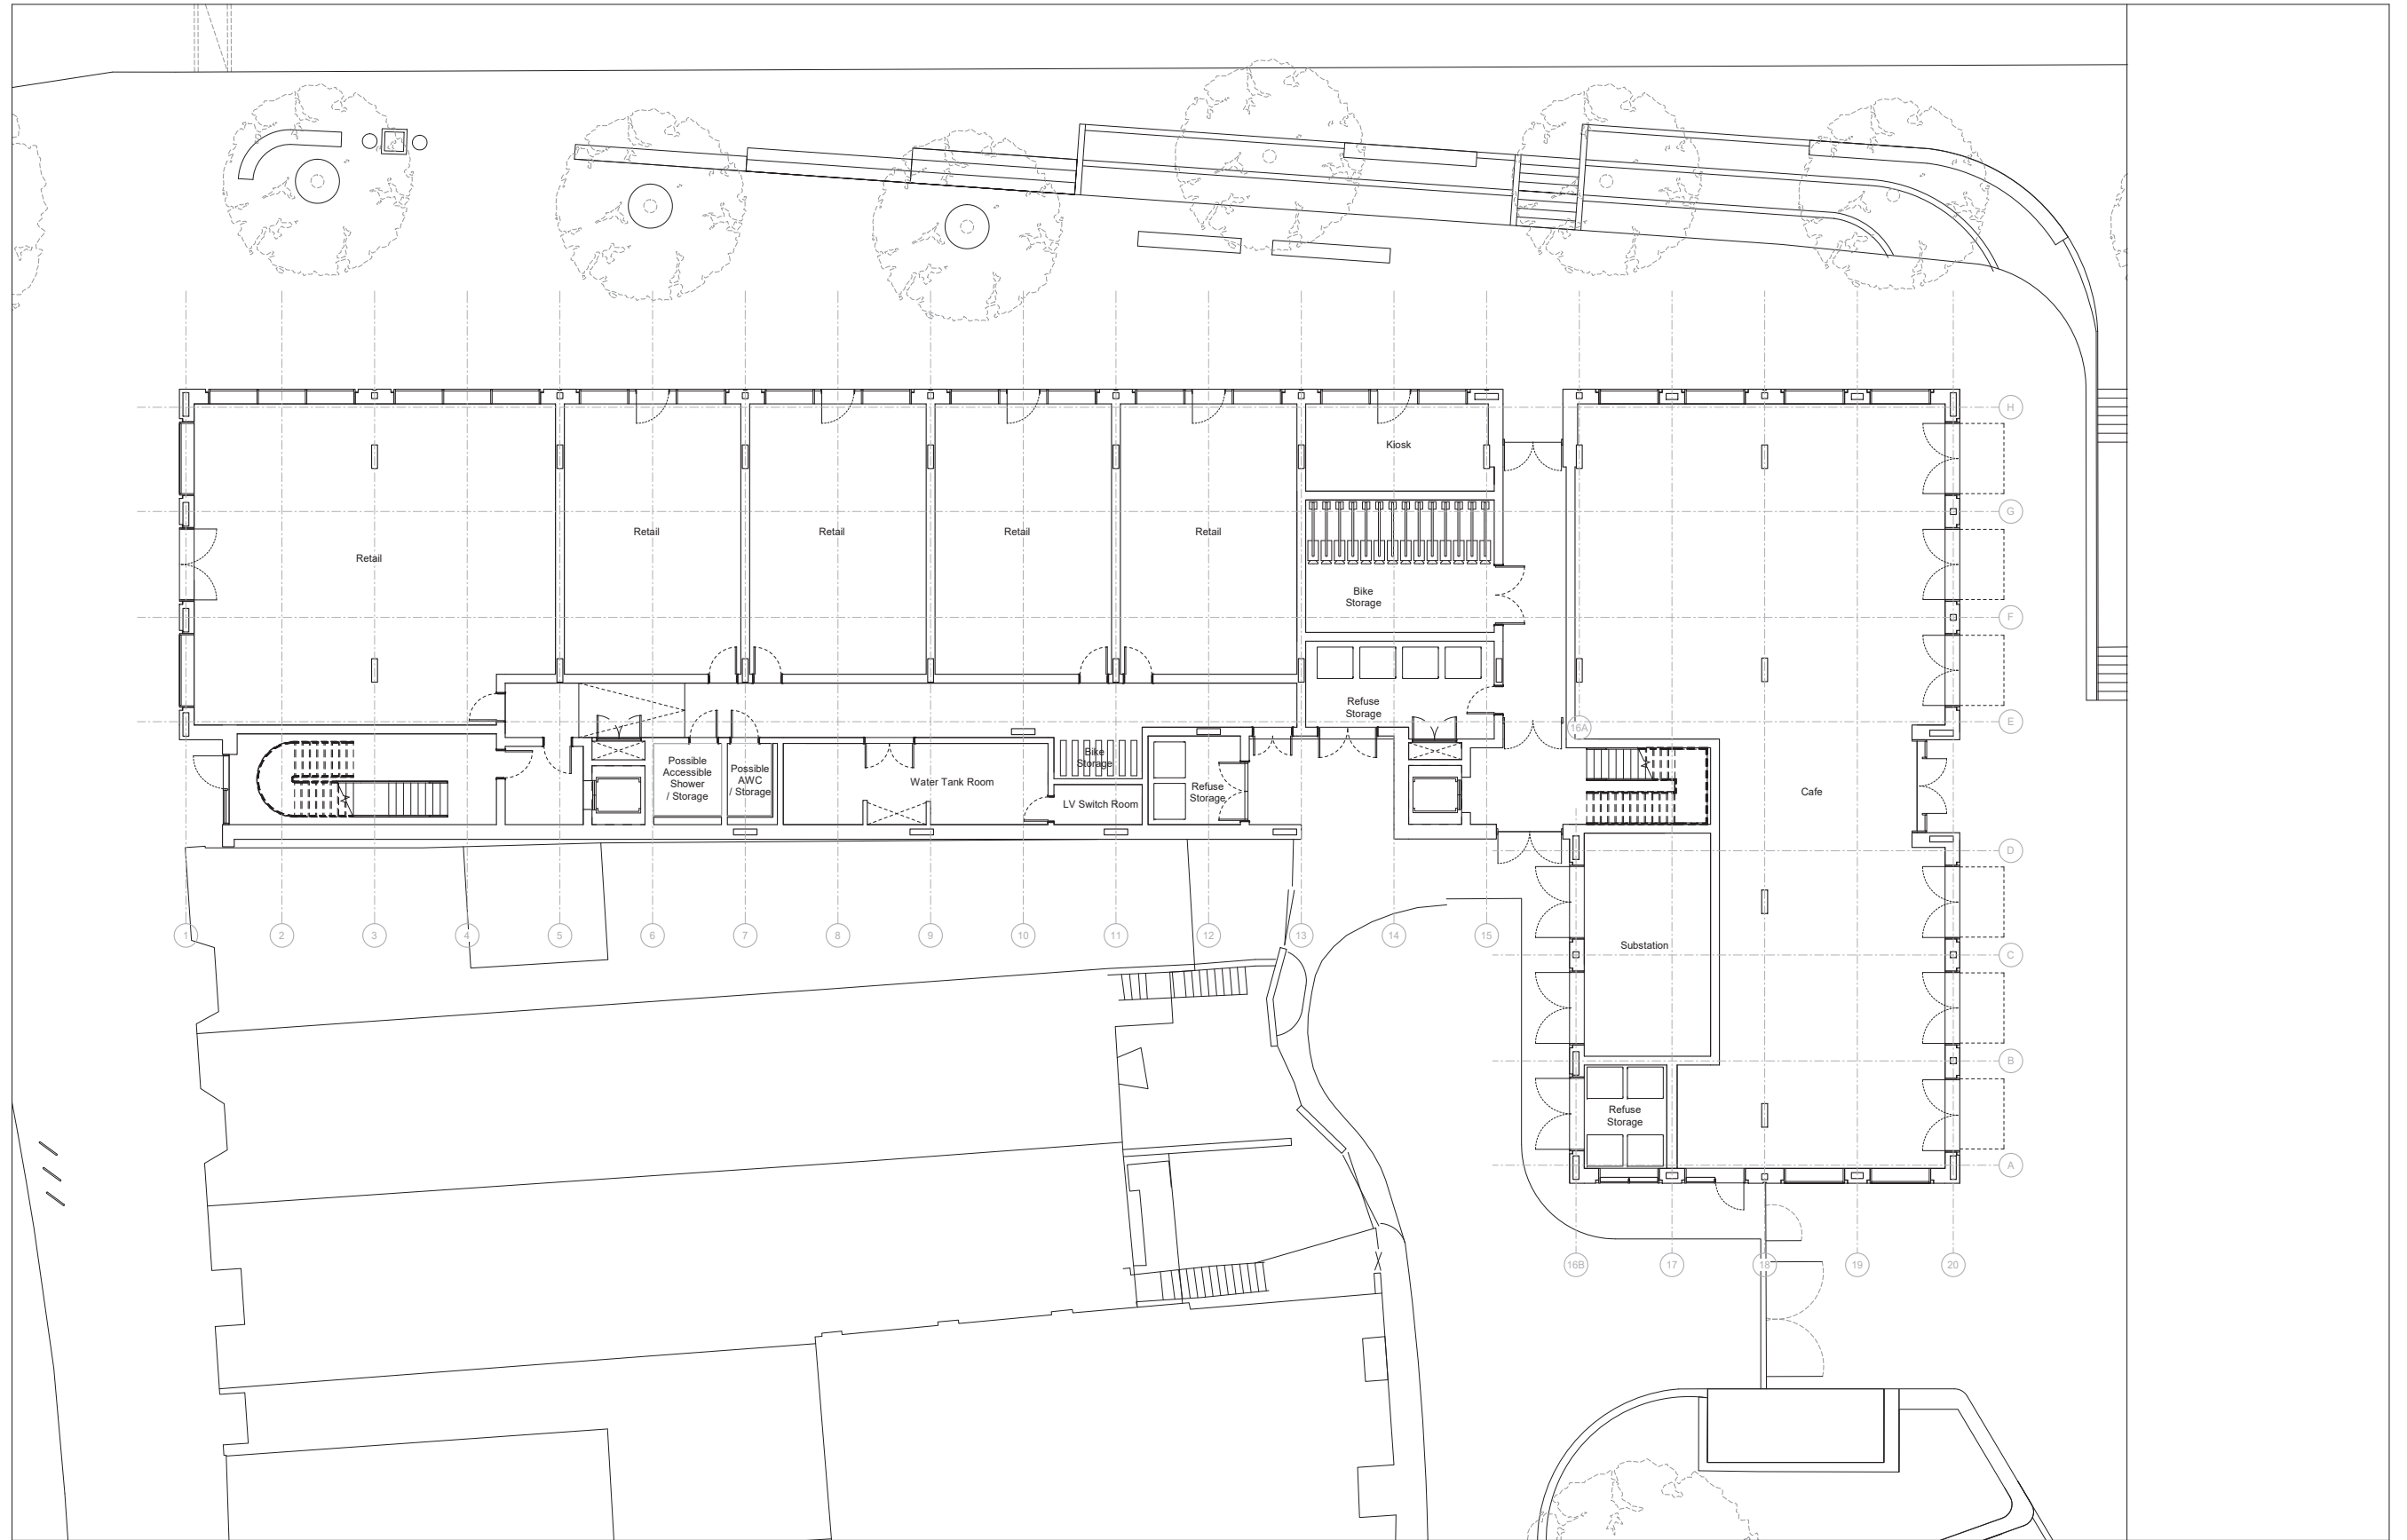 H
Kiosk
G
Retail
Retail
Retail
Retail
Retail
Bike
Storage
F
Refuse
Storage
E
16A
Possible
Accessible
Shower
/ Storage
Possible
AWC
/ Storage
Water Tank Room
Bike
Storage
LV Switch Room
Refuse
Storage
Cafe
D
1
2
3
4
5
6
7
8
9
10
11
12
13
14
15
Substation
C
B
Refuse
Storage
A
16B
17
18
19
20